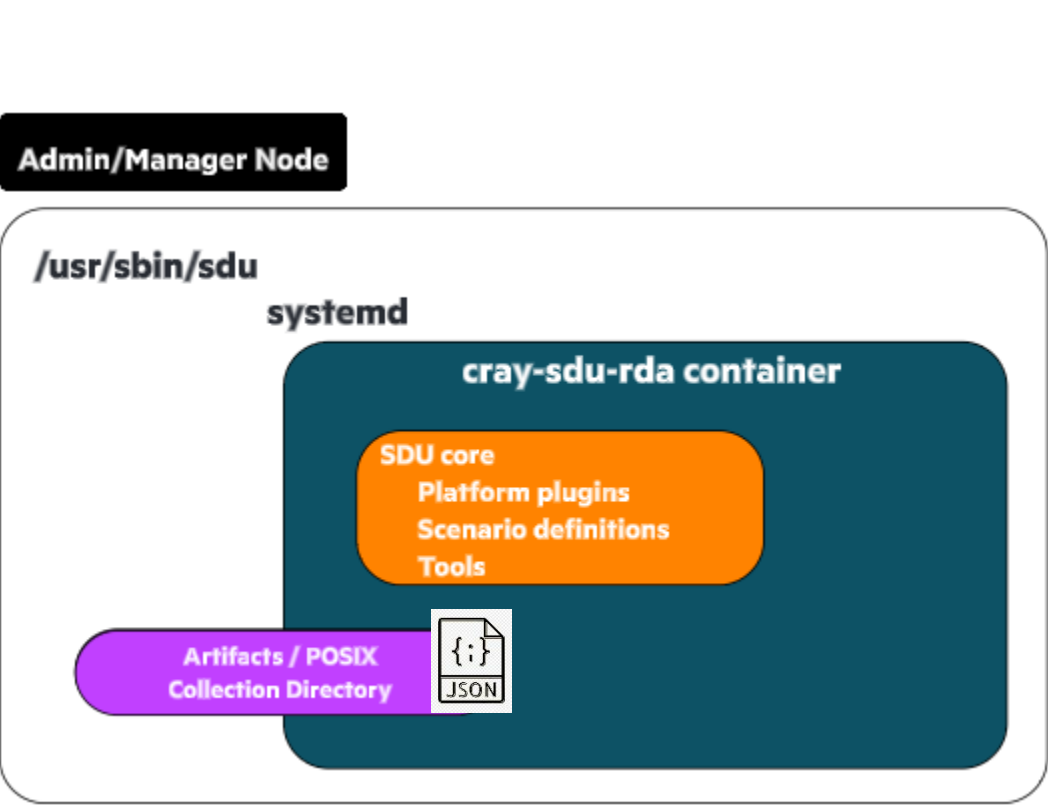 Admin/Manager Node
/usr/sbin/sdu
systemd
cray-sdu-rda container
SDU core
Platform plugins
Scenario definitions
Tools
Artifacts / POSIX
Collection Directory
{;}
JSON